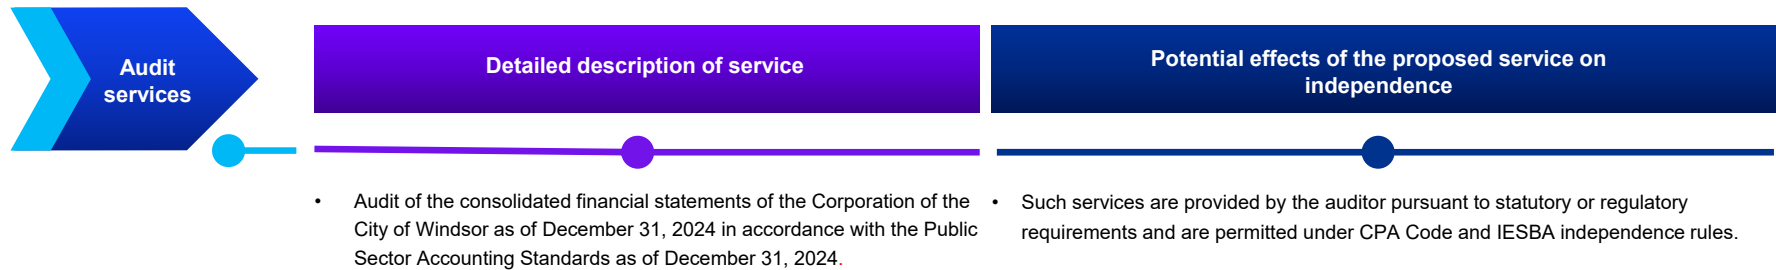 Audit
services
Detailed description of service
Potential effects of the proposed service on
independence
• Audit of the consolidated financial statements of the Corporation of the
City of Windsor as of December 31, 2024 in accordance with the Public
Sector Accounting Standards as of December 31, 2024.
• Such services are provided by the auditor pursuant to statutory or regulatory
requirements and are permitted under CPA Code and IESBA independence rules.